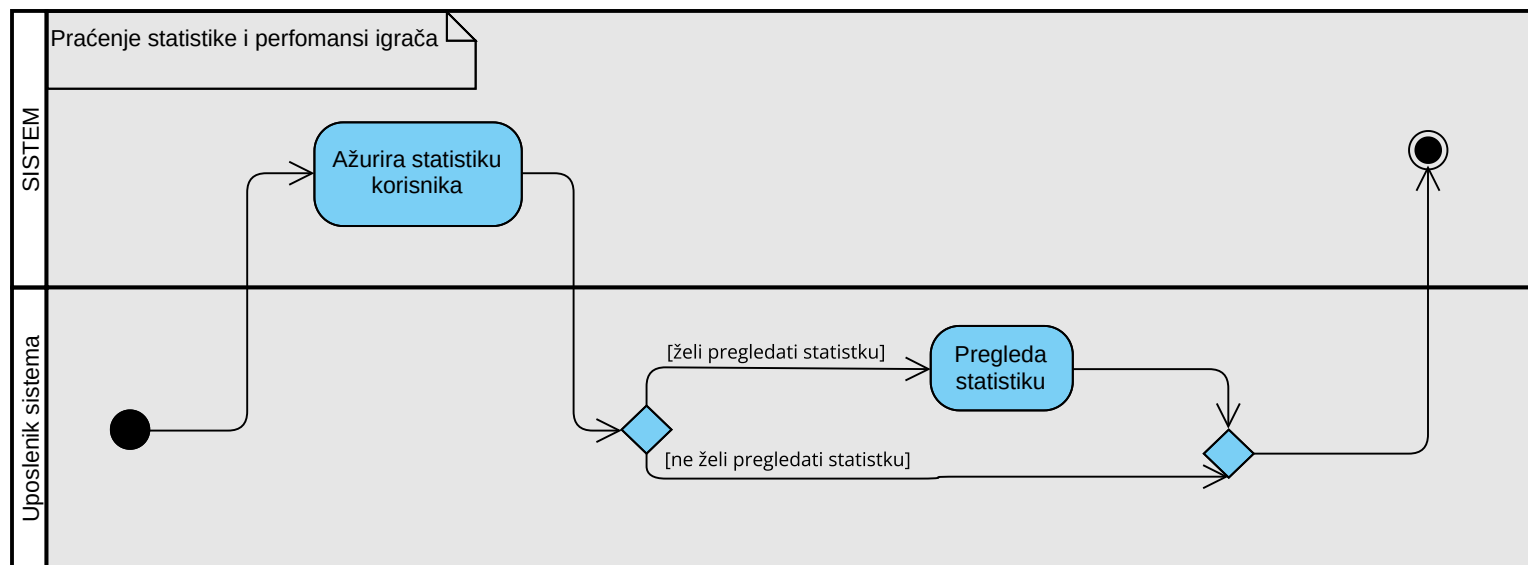 Praćenje statistike i perfomansi igrača
SISTEM
Ažurira statistiku
korisnika
Uposlenik sistema
[želi pregledati statistku]
Pregleda
statistiku
[ne želi pregledati statistku]